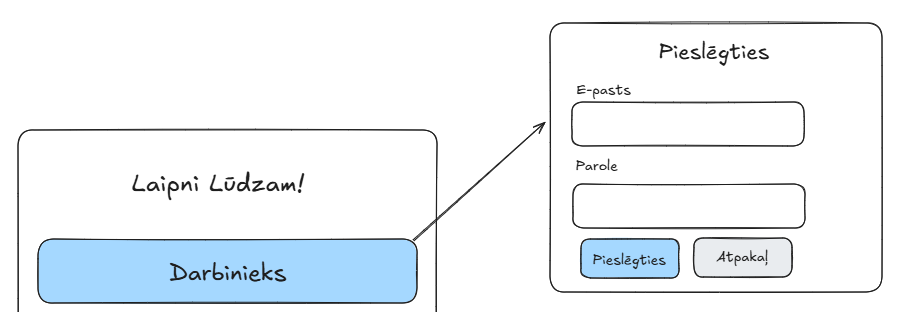 Laipni Lūdzam!
Darbinieks
Pieslēgties
E-pasts
Parole
Pieslēgties
Atpakaļ